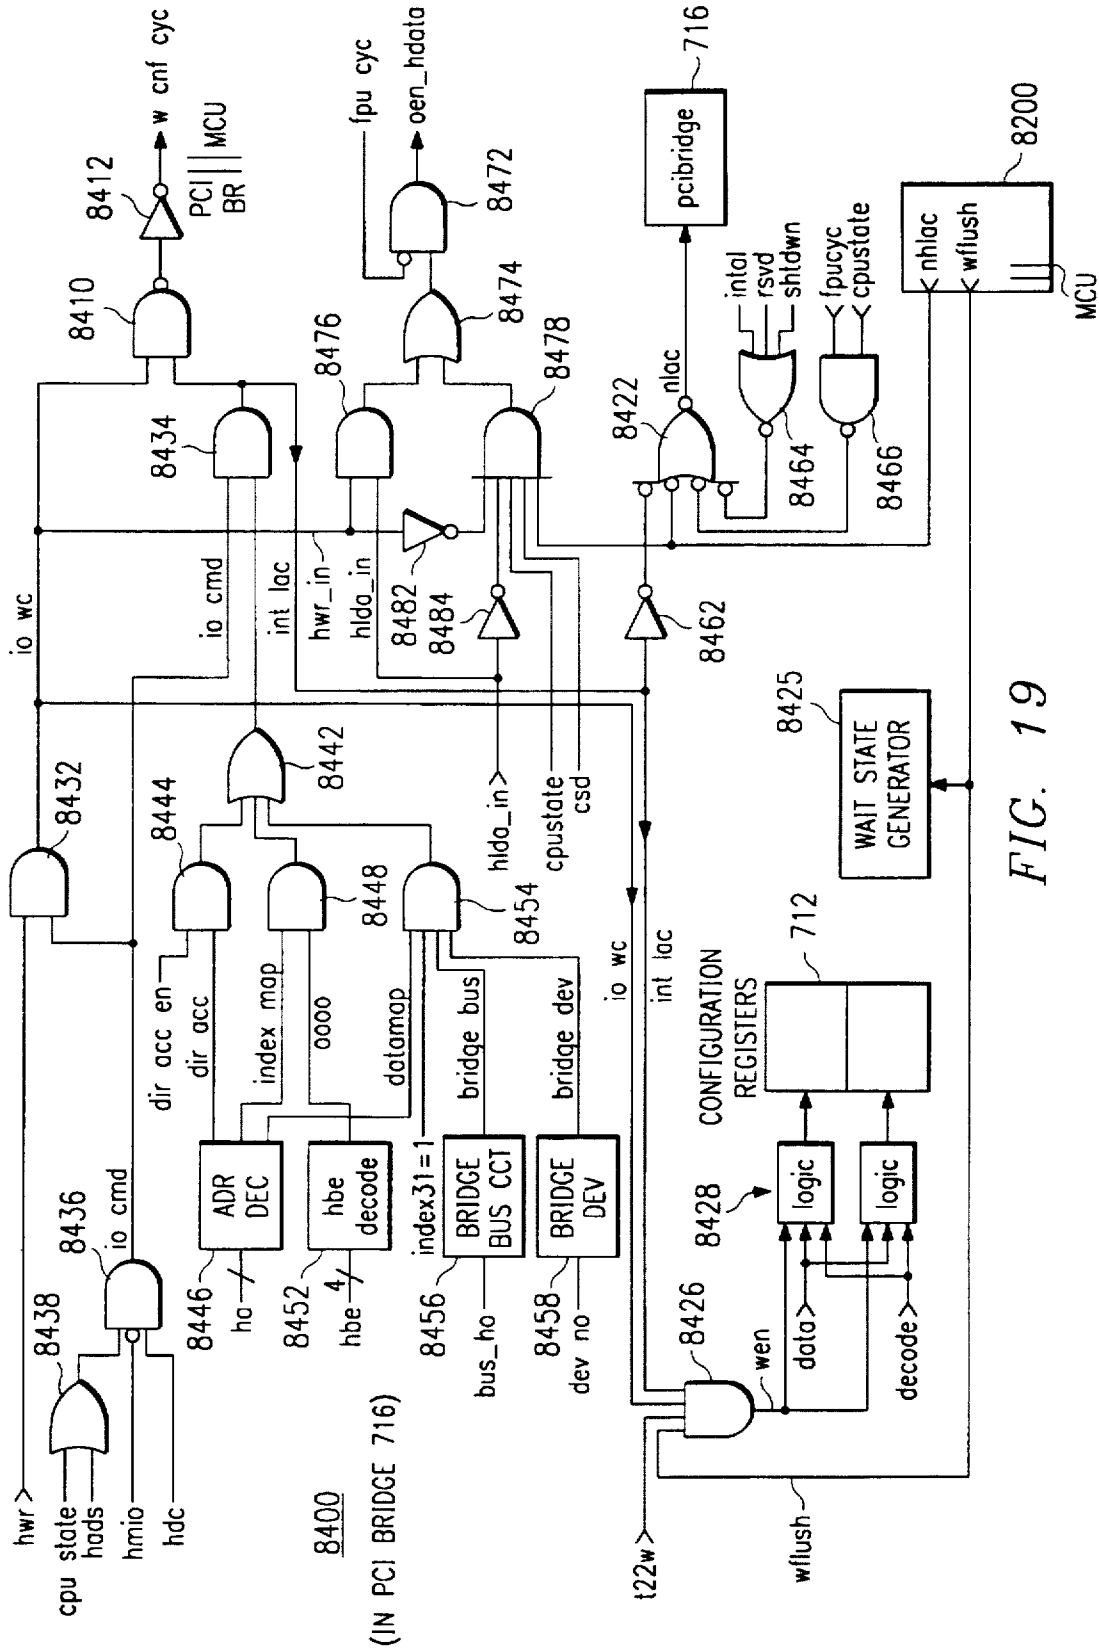 hwr
cpu state
hads
hmio
hdc
8438
8436
io cmd
8432
io wc
io cmd
8434
8410
8412
w cnf cyc
PCI
BR
MCU
8400
(IN PCI BRIDGE 716)
ha
8446
ADR
DEC
hbe
4
8452
hbe
decode
dir acc en
dir acc
index map
oooo
datamap
index31=1
bus_ho
8456
BRIDGE
BUS CCT
bridge bus
dev no
8458
BRIDGE
DEV
bridge dev
8444
8448
8454
8442
int lac
hwr_in
hlda_in
8482
8484
8476
8478
8474
8472
fpu cyc
oen_hdata
hlda_in
cpustate
csd
io wc
int lac
8462
8422
nlac
pcibridge
716
intal
rsvd
shtdwn
8464
fpucyc
cpustate
8466
nhlac
wflush
8200
MCU
t22w
wflush
8426
wen
data
decode
8428
logic
logic
CONFIGURATION
REGISTERS
712
8425
WAIT STATE
GENERATOR
FIG. 19